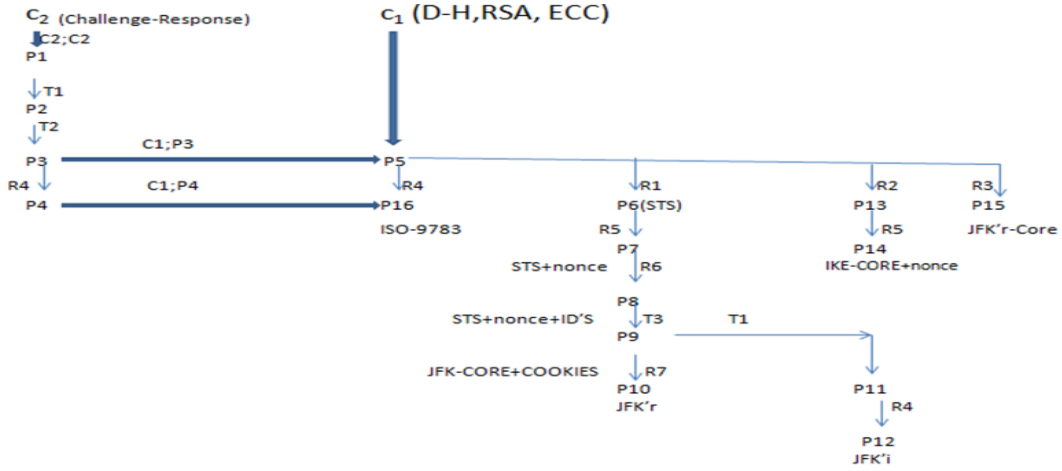 C2 (Challenge-Response) C1 (D-H,RSA, ECC)
C2;C2
P1
T1
P2
T2
C1;P3
P3 P5
R4 C1;P4 R4 R1 R2 R3
P4 P16 P6(STS) P13 P15
ISO-9783 R5 R5 JFK'r-Core
P7 P14
STS+nonce R6 IKE-CORE+nonce
P8
STS+nonce+ID'S T3 T1
P9
JFK-CORE+COOKIES R7
P10 P11
JFK'r R4
P12
JFK'i